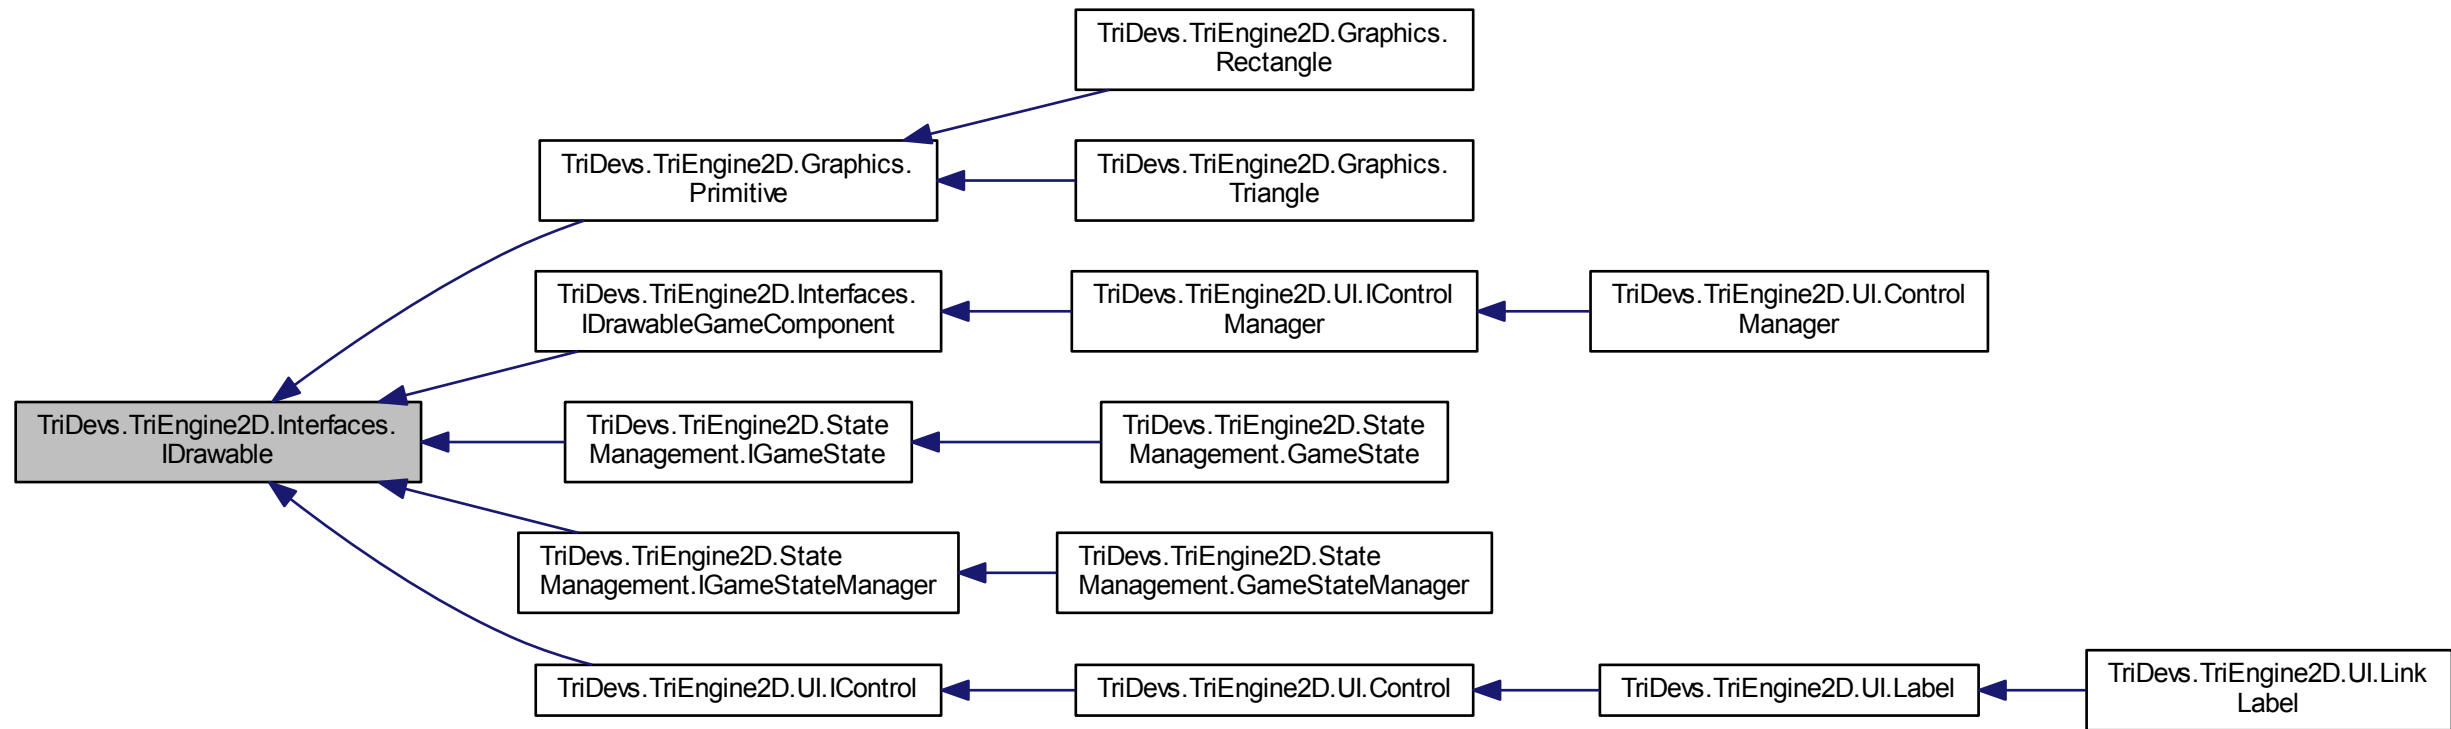 TriDevs.TriEngine2D.Graphics.
Rectangle
TriDevs.TriEngine2D.Graphics.
Primitive
TriDevs.TriEngine2D.Graphics.
Triangle
TriDevs.TriEngine2D.Interfaces.
IDrawableGameComponent
TriDevs.TriEngine2D.UI.IControl
Manager
TriDevs.TriEngine2D.UI.Control
Manager
TriDevs.TriEngine2D.Interfaces.
IDrawable
TriDevs.TriEngine2D.State
Management.IGameState
TriDevs.TriEngine2D.State
Management.GameState
TriDevs.TriEngine2D.State
Management.IGameStateManager
TriDevs.TriEngine2D.State
Management.GameStateManager
TriDevs.TriEngine2D.UI.IControl
TriDevs.TriEngine2D.UI.Control
TriDevs.TriEngine2D.UI.Label
TriDevs.TriEngine2D.UI.Link
Label